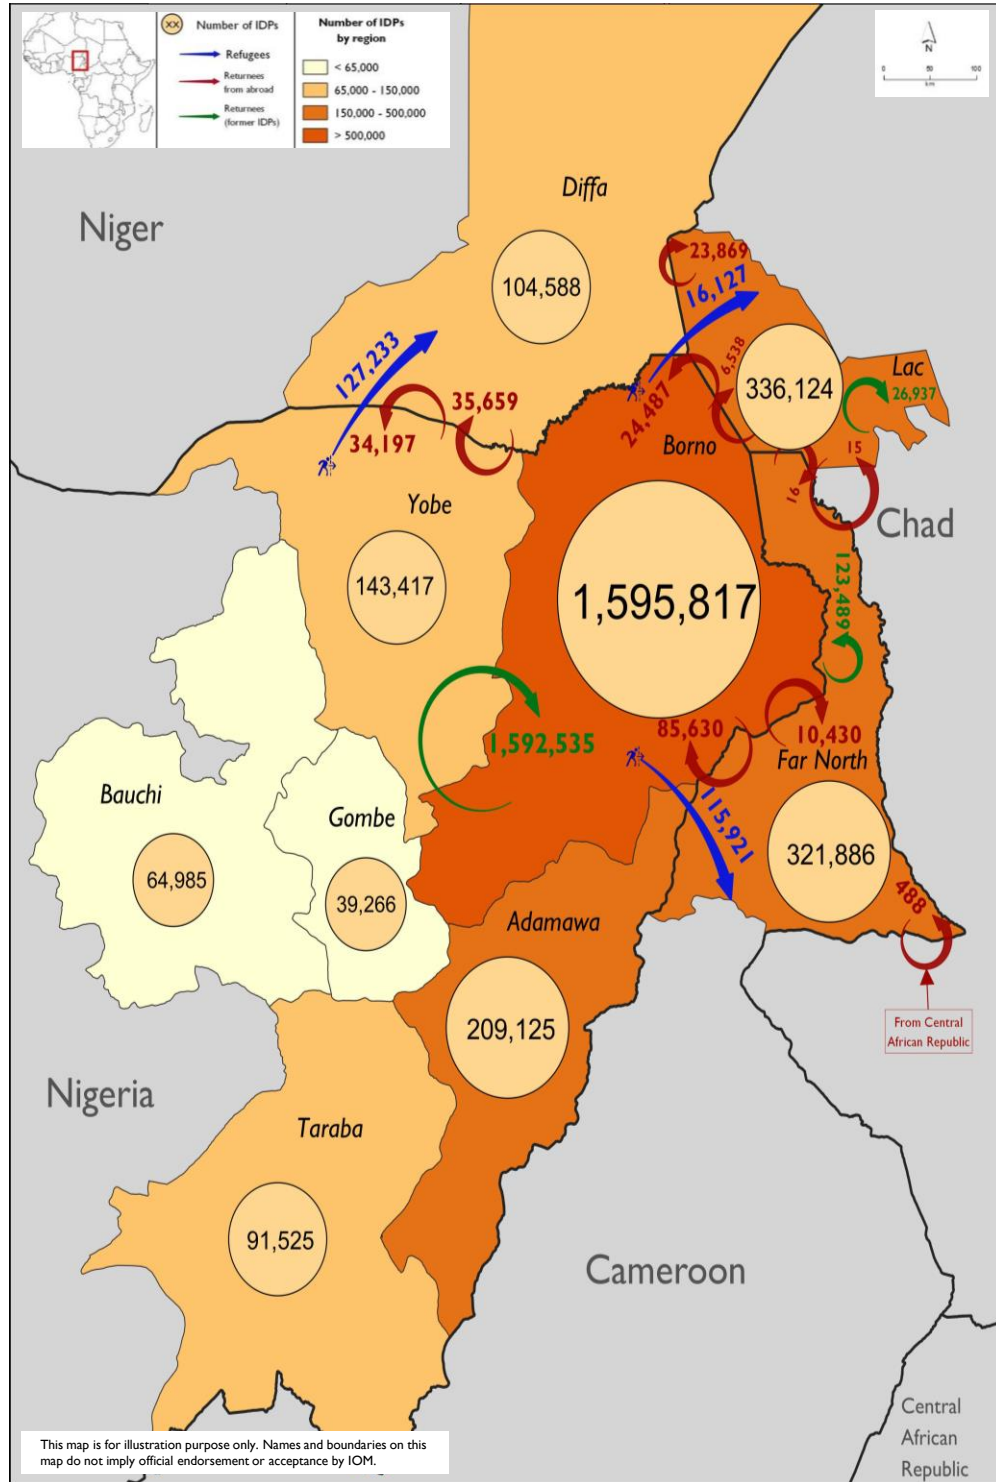 XX
Number of IDPs
Refugees
Returnees
from abroad
Returnees
(former IDPs)
Number of IDPs
by region
< 65,000
65,000 - 150,000
150,000 - 500,000
> 500,000
N
0 50 100
Niger
Diffa
104,588
23,869
16,127
127,233
6,538
336,124
Lac
26,937
35,659
34,197
24,487
Borno
15
16
Chad
Yobe
143,417
1,595,817
123,489
1,592,535
85,630
10,430
Far North
115,921
321,886
488
Bauchi
64,985
Gombe
39,266
Adamawa
209,125
From Central
African Republic
Nigeria
Taraba
91,525
Cameroon
Central
African
Republic
This map is for illustration purpose only. Names and boundaries on this
map do not imply official endorsement or acceptance by IOM.